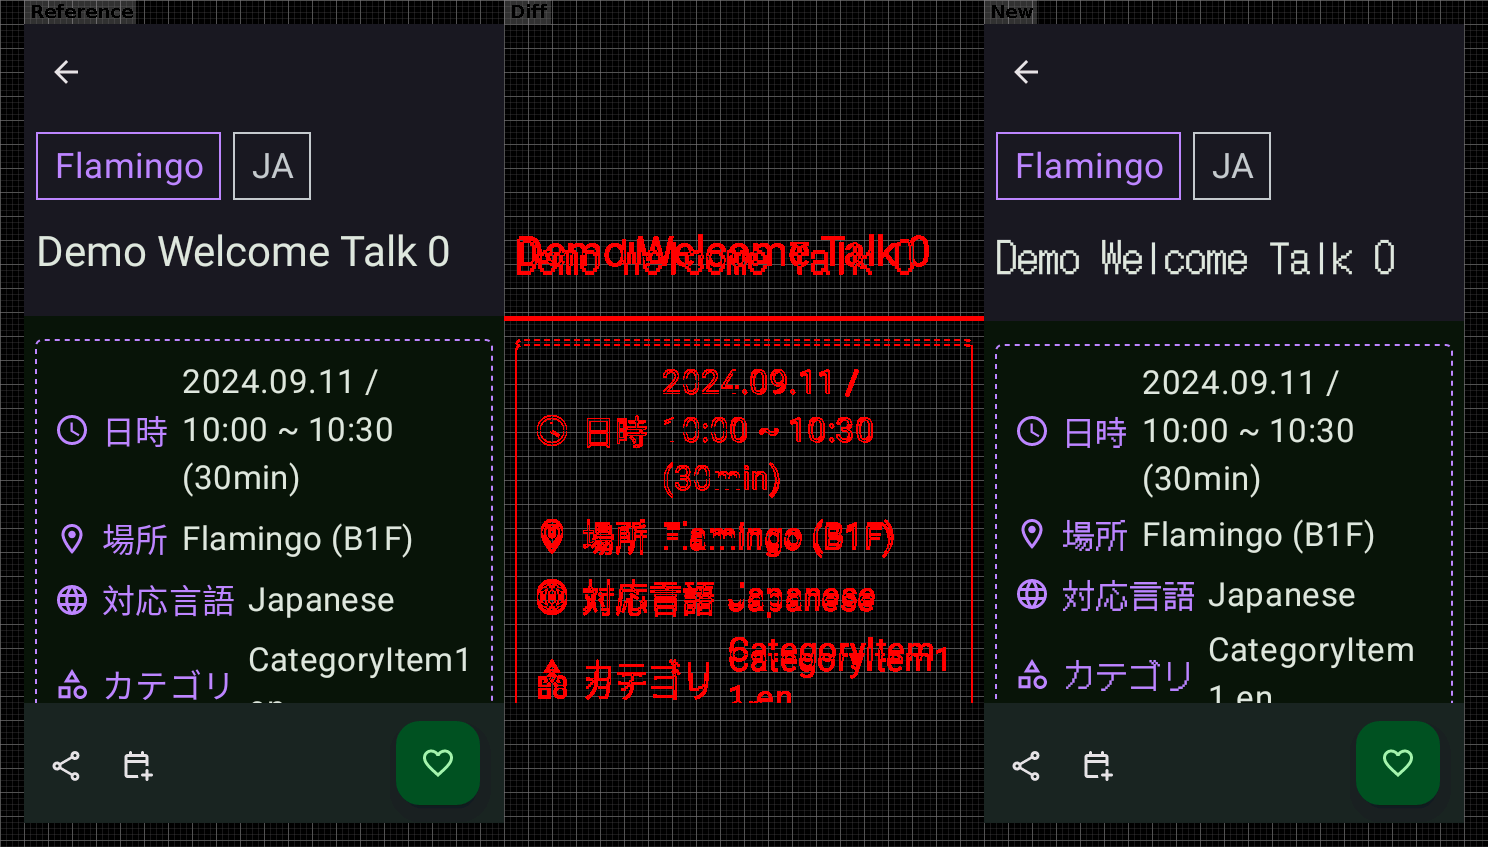 Reference
Diff
New
Flamingo
JA
Demo Welcome Talk 0
2024.09.11 /
日時 10:00 ~ 10:30
(30min)
場所 Flamingo (B1F)
対応言語 Japanese
CategoryItem1
カテゴリ
en
Demo Welcome Talk 0
2024.09.11 /
日時 10:00 ~ 10:30
(30min)
場所 Flamingo (B1F)
対応言語 Japanese
CategoryItem1
カテゴリ
1 en
Flamingo
JA
Demo Welcome Talk 0
2024.09.11 /
日時 10:00 ~ 10:30
(30min)
場所 Flamingo (B1F)
対応言語 Japanese
CategoryItem
カテゴリ
1 en